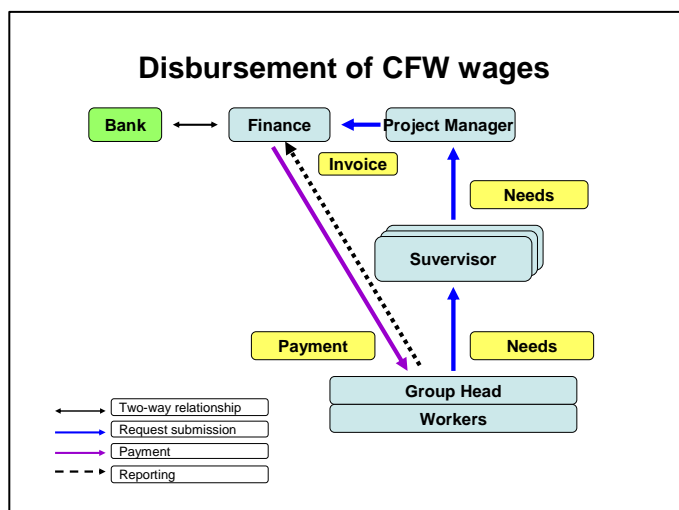 Disbursement of CFW wages
Bank
Finance
Project Manager
Invoice
Needs
Suvervisor
Payment
Needs
Group Head
Workers
Two-way relationship
Request submission
Payment
Reporting